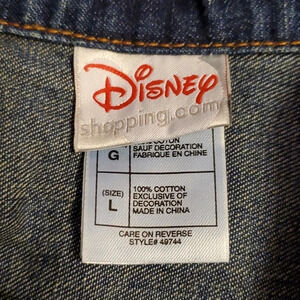 Disney
shopping.com
COTTON
G
SAUF DECORATION
FABRIQUE EN CHINE
(SIZE)
L
100% COTTON
EXCLUSIVE OF
DECORATION
MADE IN CHINA
CARE ON REVERSE
STYLE# 49744